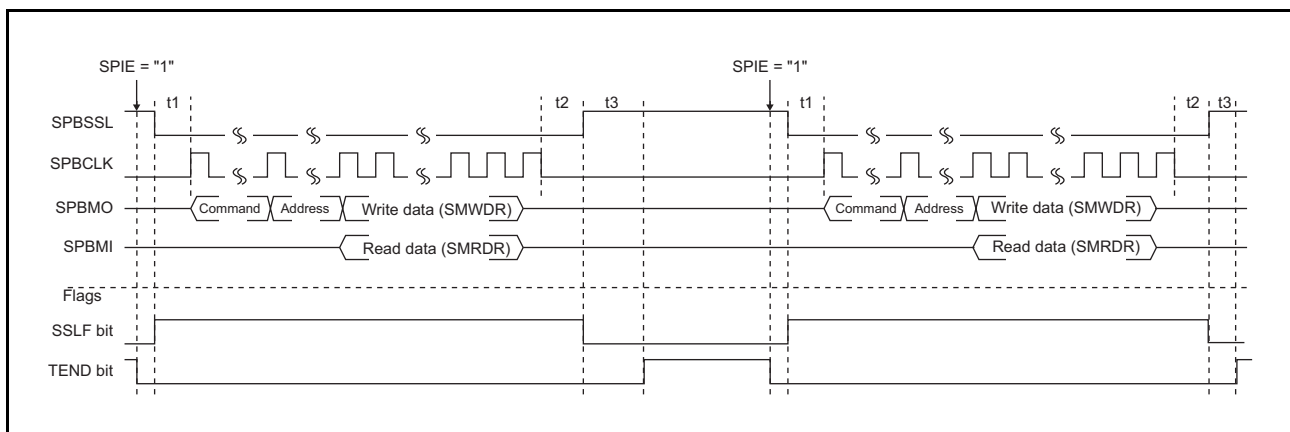 SPIE = "1" SPIE = "1"
t1 t2 t3 t1 t2 t3
SPBSSL
SPBCLK
SPBMO Command Address Write data (SMWDR) Command Address Write data (SMWDR)
SPBMI Read data (SMRDR) Read data (SMRDR)
Flags
SSLF bit
TEND bit